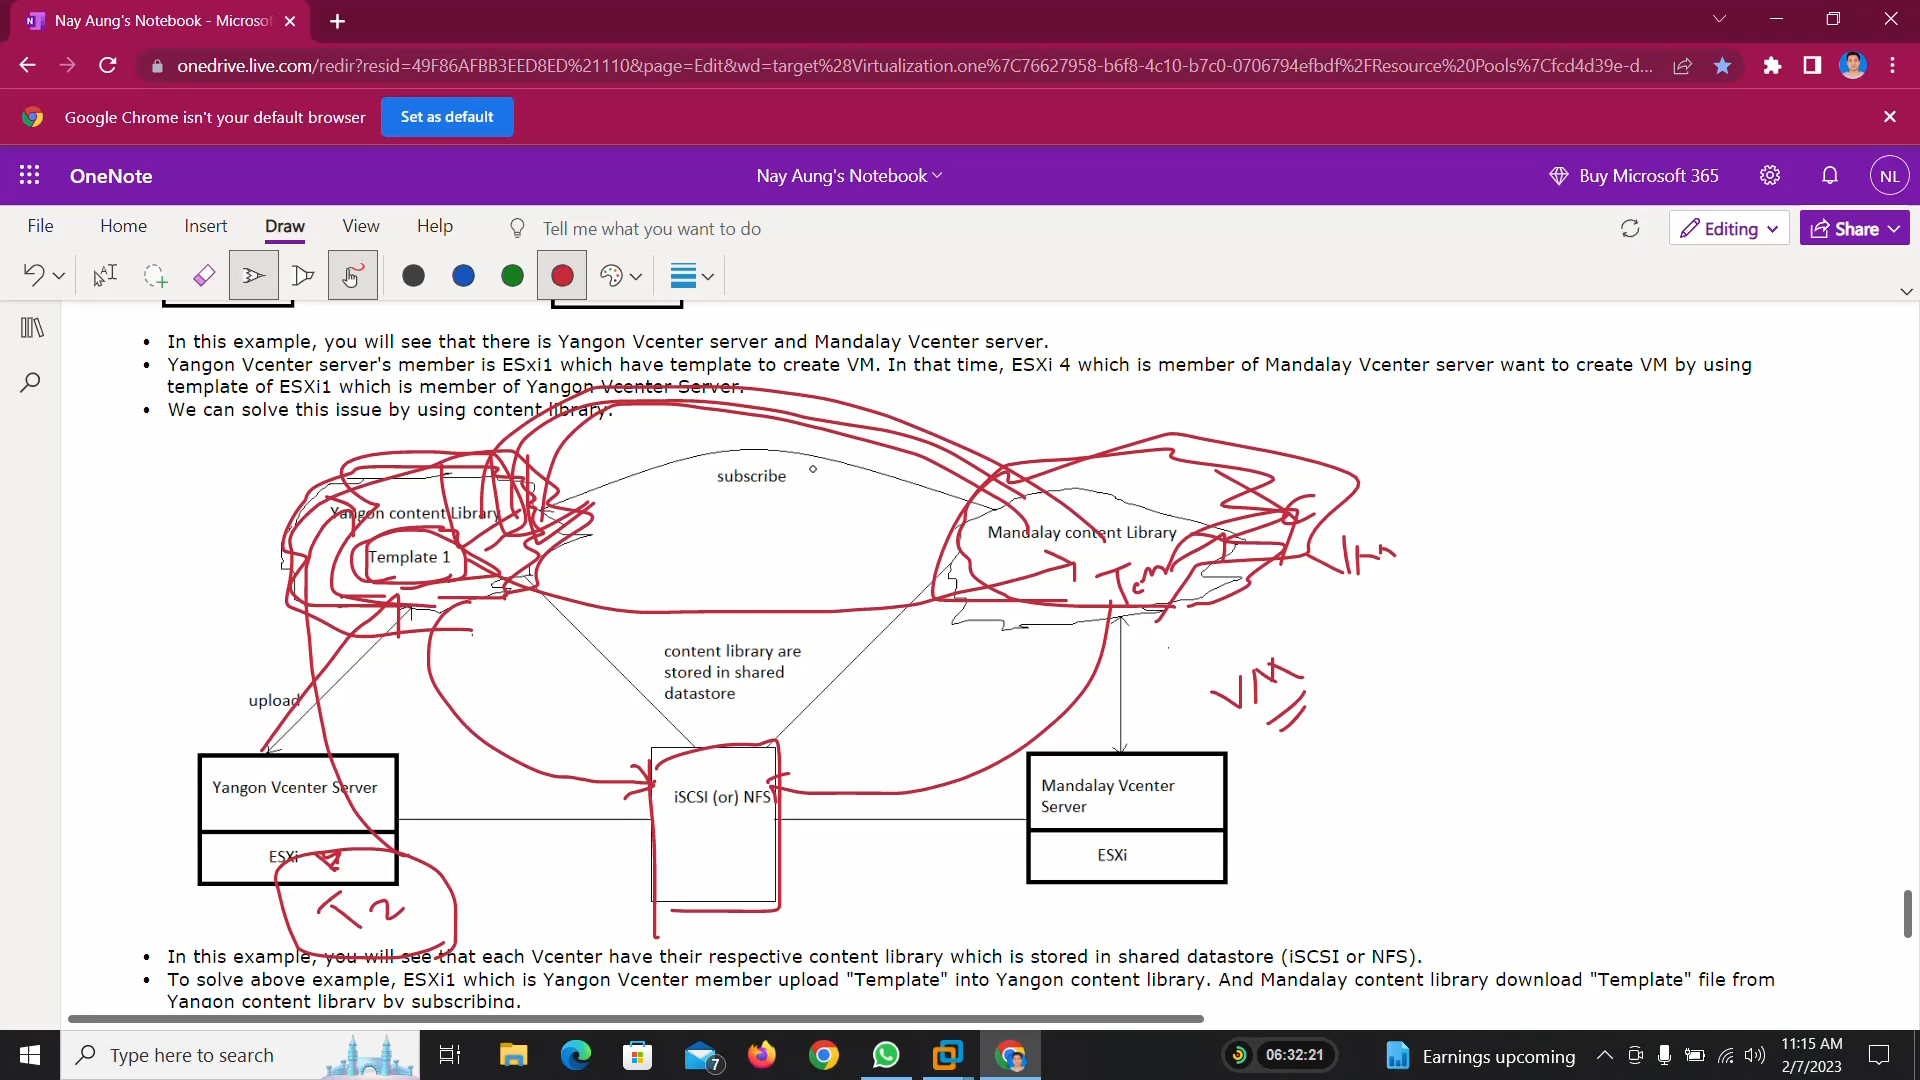 Nay Aung's Notebook - Microsof
onedrive.live.com/redir?resid=49F86AFBB3EED8ED%21110&page=Edit&wd=target%28Virtualization.one%7C76627958-b6f8-4c10-b7c0-0706794efbdf%2FResource%20Pools%7Cfcd4d39e-d...
Google Chrome isn't your default browser
Set as default
OneNote
Nay Aung's Notebook
Buy Microsoft 365
NL
File Home Insert Draw View Help
Tell me what you want to do
Editing
Share
• In this example, you will see that there is Yangon Vcenter server and Mandalay Vcenter server.
• Yangon Vcenter server's member is ESxi1 which have template to create VM. In that time, ESXi 4 which is member of Mandalay Vcenter server want to create VM by using
template of ESXi1 which is member of Yangon Vcenter Server.
• We can solve this issue by using content library.
subscribe
Yangon content Library
Template 1
Mandalay content Library
Tem
content library are
stored in shared
datastore
upload
VM
Yangon Vcenter Server
ESXi
T2
iSCSI (or) NFS
Mandalay Vcenter
Server
ESXi
• In this example, you will see that each Vcenter have their respective content library which is stored in shared datastore (iSCSI or NFS).
• To solve above example, ESXi1 which is Yangon Vcenter member upload "Template" into Yangon content library. And Mandalay content library download "Template" file from
Yangon content library by subscribing.
Type here to search
7
06:32:21
Earnings upcoming
11:15 AM
2/7/2023